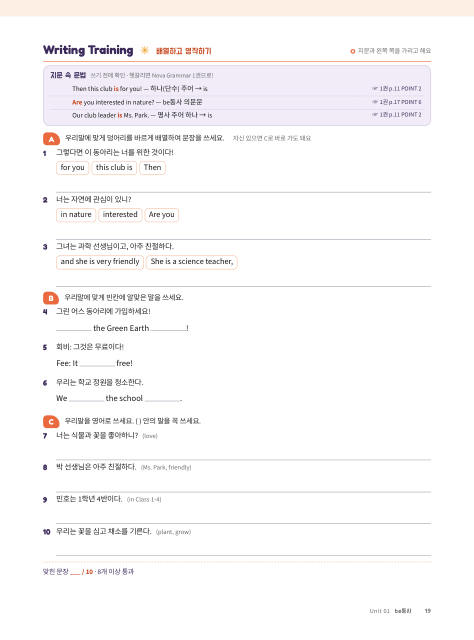 Writing Training ☀ 배열하고 영작하기
지문과 왼쪽 쪽을 가리고 해요
지문 속 문법 쓰기 전에 확인 · 헷갈리면 Nova Grammar 1권으로!
Then this club is for you! — 하나(단수) 주어 → is ☞ 1권 p.11 POINT 2
Are you interested in nature? — be동사 의문문 ☞ 1권 p.17 POINT 6
Our club leader is Ms. Park. — 명사 주어 하나 → is ☞ 1권 p.11 POINT 2
A 우리말에 맞게 덩어리를 바르게 배열하여 문장을 쓰세요. 자신 있으면 C로 바로 가도 돼요
1 그렇다면 이 동아리는 너를 위한 것이다!
for you this club is Then
2 너는 자연에 관심이 있니?
in nature interested Are you
3 그녀는 과학 선생님이고, 아주 친절하다.
and she is very friendly She is a science teacher,
B 우리말에 맞게 빈칸에 알맞은 말을 쓰세요.
4 그린 어스 동아리에 가입하세요!
________ the Green Earth ________!
5 회비: 그것은 무료이다!
Fee: It ________ free!
6 우리는 학교 정원을 청소한다.
We ________ the school ________.
C 우리말을 영어로 쓰세요. ( ) 안의 말을 꼭 쓰세요.
7 너는 식물과 꽃을 좋아하니? (love)
8 박 선생님은 아주 친절하다. (Ms. Park, friendly)
9 민호는 1학년 4반이다. (in Class 1-4)
10 우리는 꽃을 심고 채소를 기른다. (plant, grow)
맞힌 문장 ___ / 10 · 8개 이상 통과
Unit 01 be동사 19